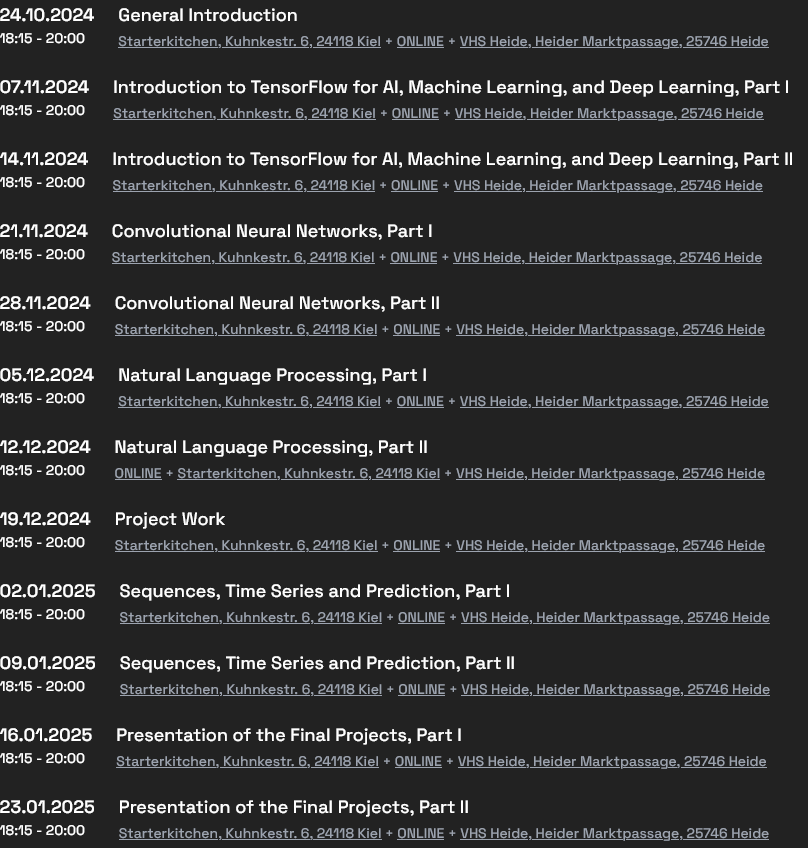 24.10.2024 General Introduction
18:15 - 20:00 Starterkitchen, Kuhnkestr. 6, 24118 Kiel + ONLINE + VHS Heide, Heider Marktpassage, 25746 Heide
07.11.2024 Introduction to TensorFlow for AI, Machine Learning, and Deep Learning, Part I
18:15 - 20:00 Starterkitchen, Kuhnkestr. 6, 24118 Kiel + ONLINE + VHS Heide, Heider Marktpassage, 25746 Heide
14.11.2024 Introduction to TensorFlow for AI, Machine Learning, and Deep Learning, Part II
18:15 - 20:00 Starterkitchen, Kuhnkestr. 6, 24118 Kiel + ONLINE + VHS Heide, Heider Marktpassage, 25746 Heide
21.11.2024 Convolutional Neural Networks, Part I
18:15 - 20:00 Starterkitchen, Kuhnkestr. 6, 24118 Kiel + ONLINE + VHS Heide, Heider Marktpassage, 25746 Heide
28.11.2024 Convolutional Neural Networks, Part II
18:15 - 20:00 Starterkitchen, Kuhnkestr. 6, 24118 Kiel + ONLINE + VHS Heide, Heider Marktpassage, 25746 Heide
05.12.2024 Natural Language Processing, Part I
18:15 - 20:00 Starterkitchen, Kuhnkestr. 6, 24118 Kiel + ONLINE + VHS Heide, Heider Marktpassage, 25746 Heide
12.12.2024 Natural Language Processing, Part II
18:15 - 20:00 ONLINE + Starterkitchen, Kuhnkestr. 6, 24118 Kiel + VHS Heide, Heider Marktpassage, 25746 Heide
19.12.2024 Project Work
18:15 - 20:00 Starterkitchen, Kuhnkestr. 6, 24118 Kiel + ONLINE + VHS Heide, Heider Marktpassage, 25746 Heide
02.01.2025 Sequences, Time Series and Prediction, Part I
18:15 - 20:00 Starterkitchen, Kuhnkestr. 6, 24118 Kiel + ONLINE + VHS Heide, Heider Marktpassage, 25746 Heide
09.01.2025 Sequences, Time Series and Prediction, Part II
18:15 - 20:00 Starterkitchen, Kuhnkestr. 6, 24118 Kiel + ONLINE + VHS Heide, Heider Marktpassage, 25746 Heide
16.01.2025 Presentation of the Final Projects, Part I
18:15 - 20:00 Starterkitchen, Kuhnkestr. 6, 24118 Kiel + ONLINE + VHS Heide, Heider Marktpassage, 25746 Heide
23.01.2025 Presentation of the Final Projects, Part II
18:15 - 20:00 Starterkitchen, Kuhnkestr. 6, 24118 Kiel + ONLINE + VHS Heide, Heider Marktpassage, 25746 Heide